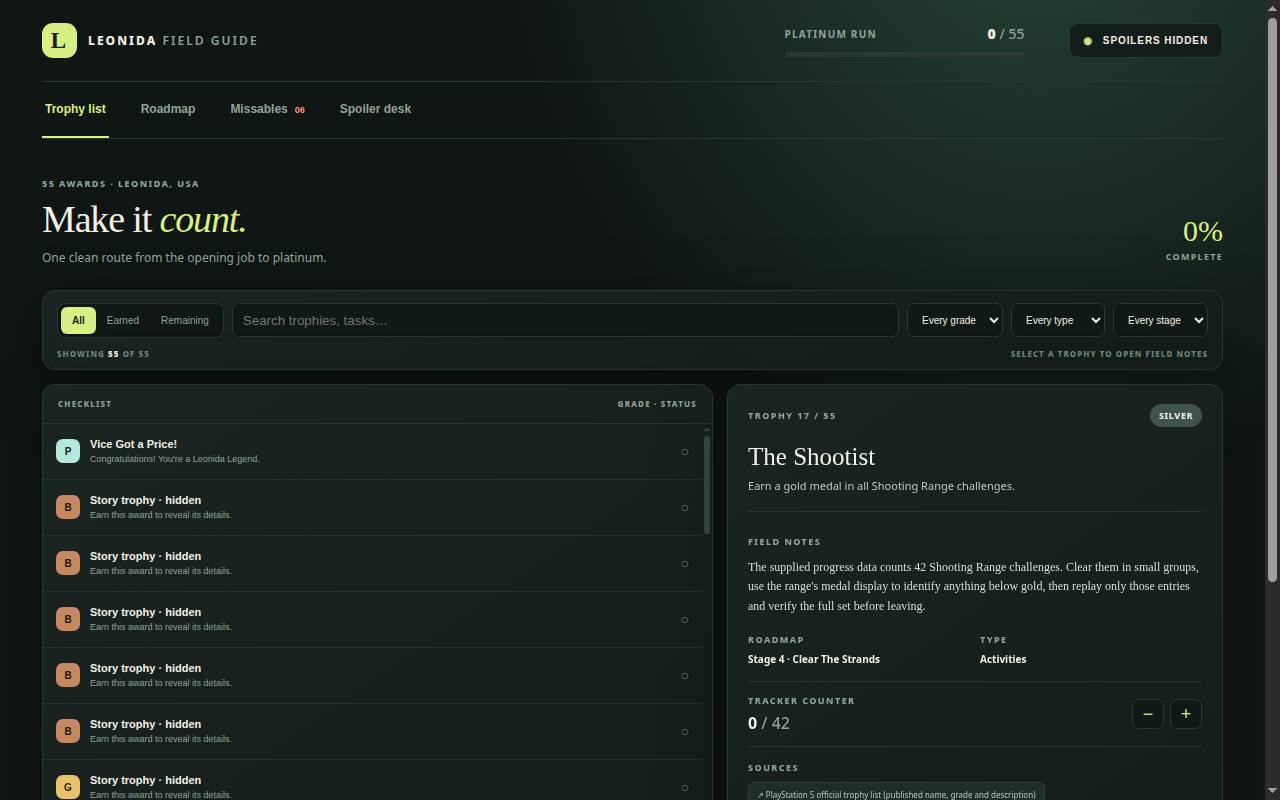 L LEONIDA FIELD GUIDE
PLATINUM RUN 0 / 55
SPOILERS HIDDEN
Trophy list Roadmap Missables 06 Spoiler desk
55 AWARDS · LEONIDA, USA
Make it count.
One clean route from the opening job to platinum.
0%
COMPLETE
All Earned Remaining Search trophies, tasks… Every grade Every type Every stage
SHOWING 55 OF 55
SELECT A TROPHY TO OPEN FIELD NOTES
CHECKLIST GRADE · STATUS
P Vice Got a Price!
Congratulations! You're a Leonida Legend.
B Story trophy · hidden
Earn this award to reveal its details.
B Story trophy · hidden
Earn this award to reveal its details.
B Story trophy · hidden
Earn this award to reveal its details.
B Story trophy · hidden
Earn this award to reveal its details.
B Story trophy · hidden
Earn this award to reveal its details.
G Story trophy · hidden
Earn this award to reveal its details.
TROPHY 17 / 55 SILVER
The Shootist
Earn a gold medal in all Shooting Range challenges.
FIELD NOTES
The supplied progress data counts 42 Shooting Range challenges. Clear them in small groups,
use the range's medal display to identify anything below gold, then replay only those entries
and verify the full set before leaving.
ROADMAP TYPE
Stage 4 · Clear The Strands Activities
TRACKER COUNTER
0 / 42 − +
SOURCES
↗ PlayStation 5 official trophy list (published name, grade and description)